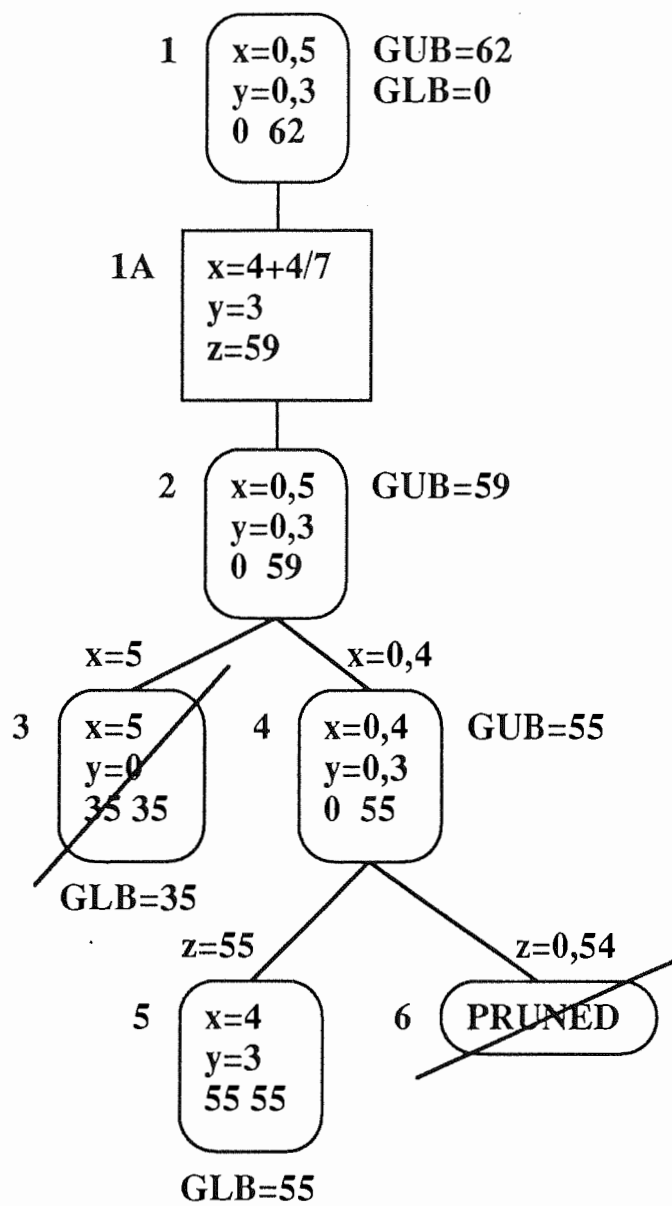 1
x=0,5
y=0,3
0 62
GUB=62
GLB=0
1A
x=4+4/7
y=3
z=59
2
x=0,5
y=0,3
0 59
GUB=59
x=5
x=0,4
3
x=5
y=0
35 35
GLB=35
4
x=0,4
y=0,3
0 55
GUB=55
z=55
z=0,54
5
x=4
y=3
55 55
GLB=55
6
PRUNED